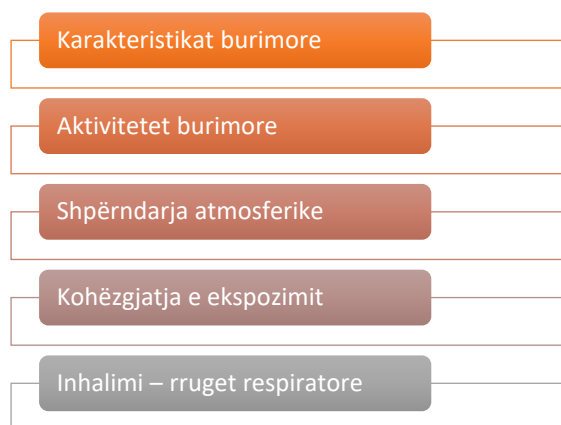 Karakteristikat burimore
Aktivitetet burimore
Shpërndarja atmosferike
Kohëzgjatja e ekspozimit
Inhalimi – rruget respiratore